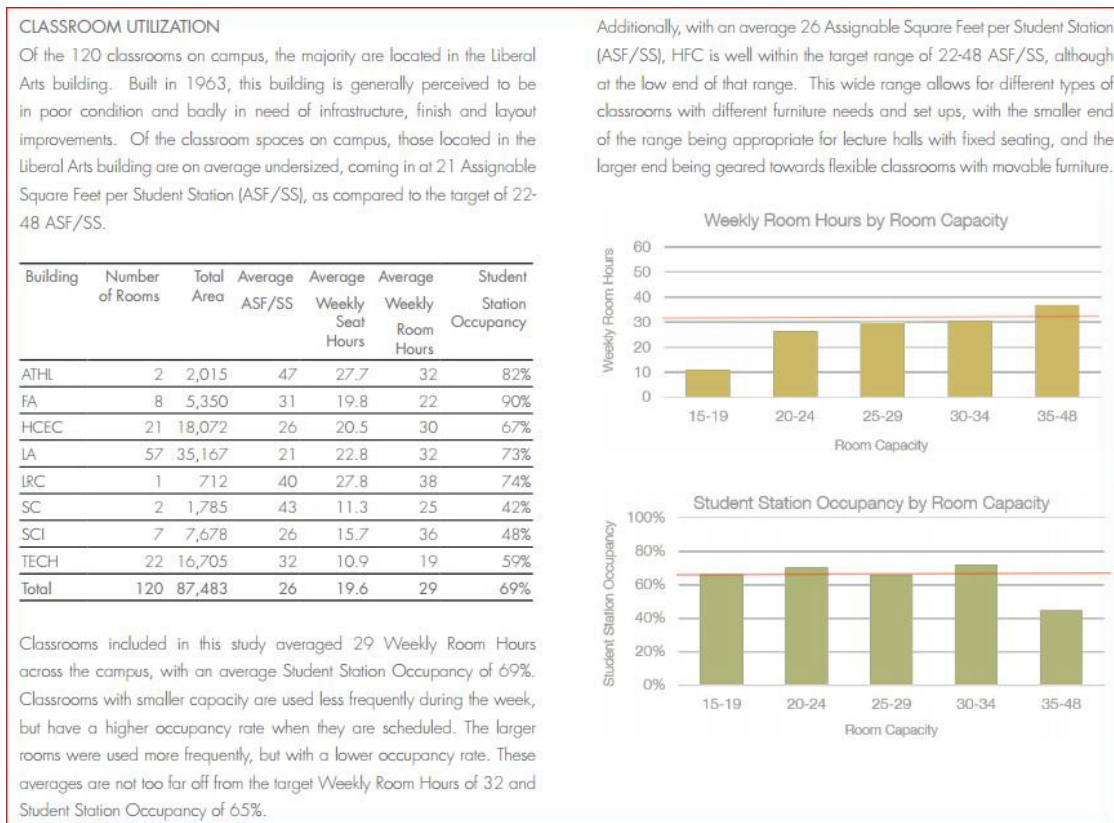 CLASSROOM UTILIZATION
Of the 120 classrooms on campus, the majority are located in the Liberal
Arts building. Built in 1963, this building is generally perceived to be
in poor condition and badly in need of infrastructure, finish and layout
improvements. Of the classroom spaces on campus, those located in the
Liberal Arts building are on average undersized, coming in at 21 Assignable
Square Feet per Student Station (ASF/SS), as compared to the target of 22-
48 ASF/SS.
Building Number of Rooms Total Area Average ASF/SS Average Weekly Seat Hours Average Weekly Room Hours Student Station Occupancy
ATHL 2 2,015 47 27.7 32 82%
FA 8 5,350 31 19.8 22 90%
HCEC 21 18,072 26 20.5 30 67%
LA 57 35,167 21 22.8 32 73%
LRC 1 712 40 27.8 38 74%
SC 2 1,785 43 11.3 25 42%
SCI 7 7,678 26 15.7 36 48%
TECH 22 16,705 32 10.9 19 59%
Total 120 87,483 26 19.6 29 69%
Classrooms included in this study averaged 29 Weekly Room Hours
across the campus, with an average Student Station Occupancy of 69%.
Classrooms with smaller capacity are used less frequently during the week,
but have a higher occupancy rate when they are scheduled. The larger
rooms were used more frequently, but with a lower occupancy rate. These
averages are not too far off from the target Weekly Room Hours of 32 and
Student Station Occupancy of 65%.
Additionally, with an average 26 Assignable Square Feet per Student Station
(ASF/SS), HFC is well within the target range of 22-48 ASF/SS, although
at the low end of that range. This wide range allows for different types of
classrooms with different furniture needs and set ups, with the smaller end
of the range being appropriate for lecture halls with fixed seating, and the
larger end being geared towards flexible classrooms with movable furniture.
Weekly Room Hours by Room Capacity
Weekly Room Hours
60
50
40
30
20
10
0
15-19 20-24 25-29 30-34 35-48
Room Capacity
Student Station Occupancy by Room Capacity
Student Station Occupancy
100%
80%
60%
40%
20%
0%
15-19 20-24 25-29 30-34 35-48
Room Capacity